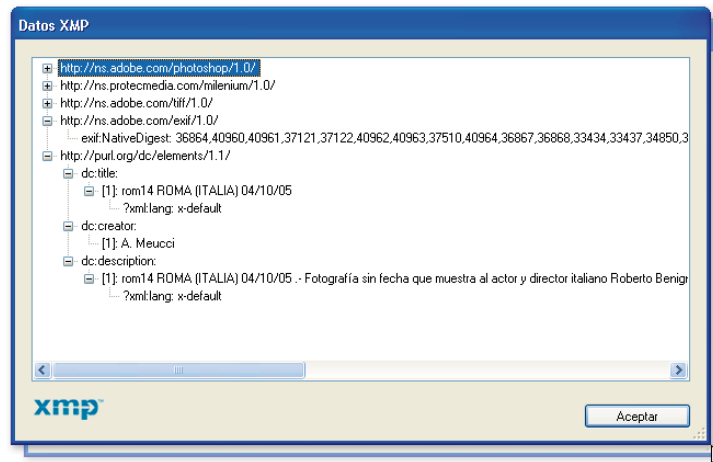 Datos XMP
http://ns.adobe.com/photoshop/1.0/
http://ns.protecmedia.com/milenium/1.0/
http://ns.adobe.com/tiff/1.0/
http://ns.adobe.com/exif/1.0/
exif:NativeDigest: 36864,40960,40961,37121,37122,40962,40963,37510,40964,36867,36868,33434,33437,34850,3
http://purl.org/dc/elements/1.1/
dc:title:
[1]: rom14 ROMA (ITALIA) 04/10/05
?xml:lang: x-default
dc:creator:
[1]: A. Meucci
dc:description:
[1]: rom14 ROMA (ITALIA) 04/10/05 .- Fotografía sin fecha que muestra al actor y director italiano Roberto Benigr
?xml:lang: x-default
xmp™
Aceptar